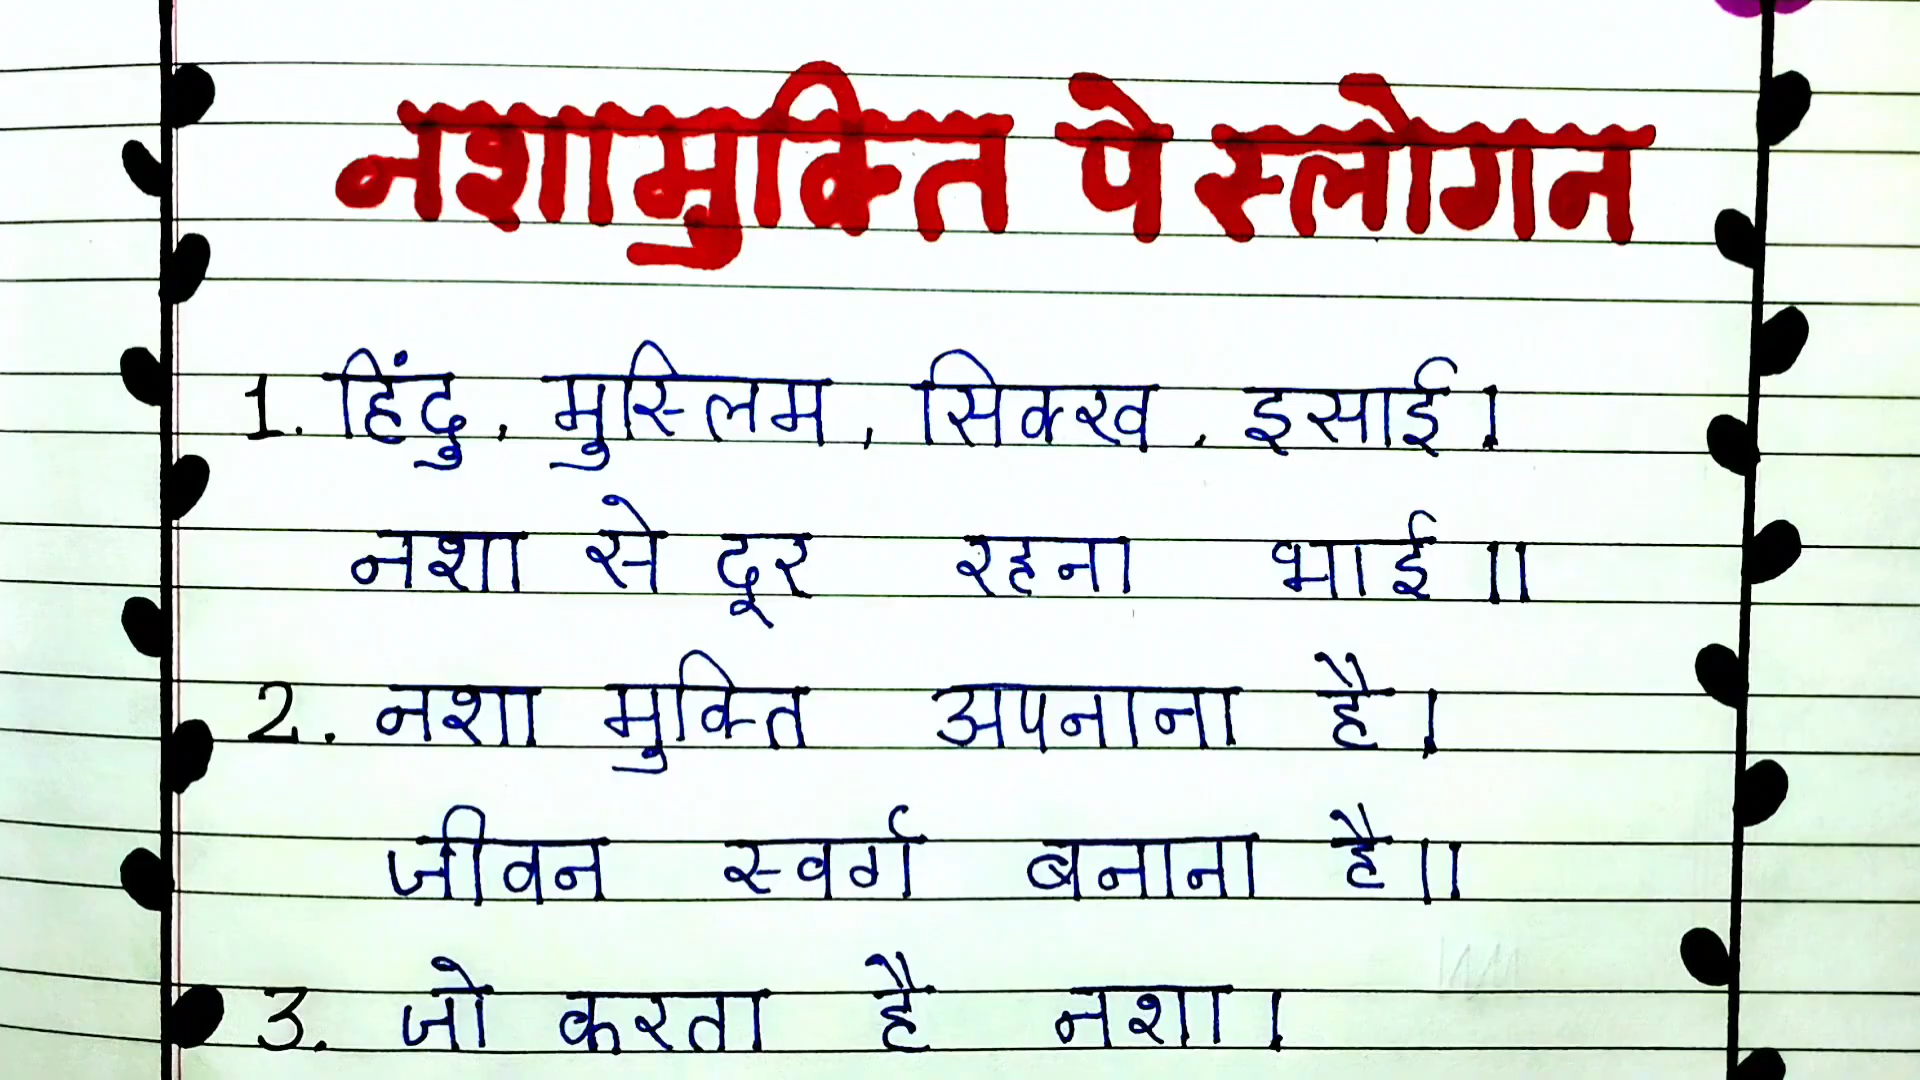 नशामुक्ति पे स्लोगन
1. हिंदु, मुस्लिम, सिक्ख, इसाई।
नशा से दूर रहना भाई॥
2. नशा मुक्ति अपनाना है।
जीवन स्वर्ग बनाना है॥
3. जो करता है नशा।